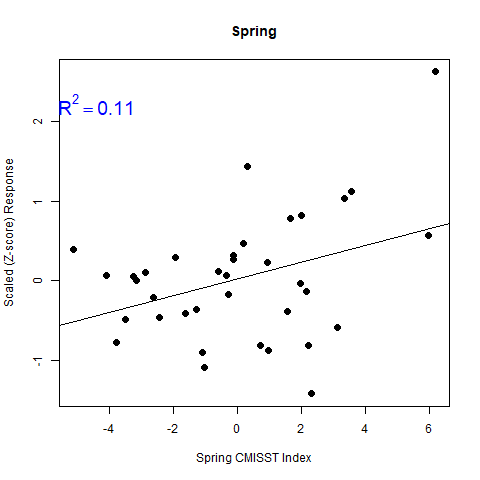 Spring
R² = 0.11
Scaled (Z-score) Response
2
1
0
-1
-4 -2 0 2 4 6
Spring CMISST Index